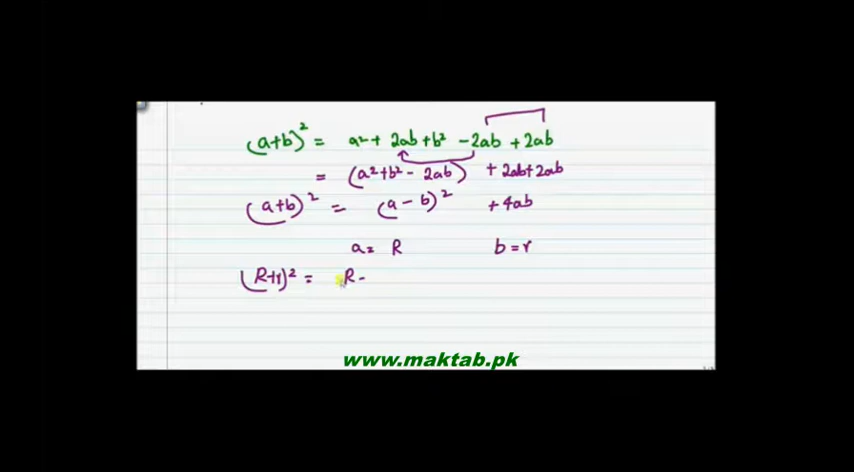 (a+b)² = a² + 2ab + b² - 2ab + 2ab
= (a² + b² - 2ab) + 2ab + 2ab
(a+b)² = (a - b)² + 4ab
a = R b = r
(R+r)² = R -
www.maktab.pk